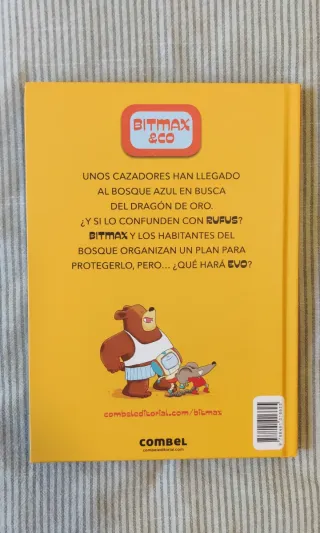 BITMAX
&CO
UNOS CAZADORES HAN LLEGADO
AL BOSQUE AZUL EN BUSCA
DEL DRAGÓN DE ORO.
¿Y SI LO CONFUNDEN CON RUFUS?
BITMAX Y LOS HABITANTES DEL
BOSQUE ORGANIZAN UN PLAN PARA
PROTEGERLO, PERO... ¿QUÉ HARÁ EVO?
combeleditorial.com/bitmax
COMBEL
combeleditorial.com